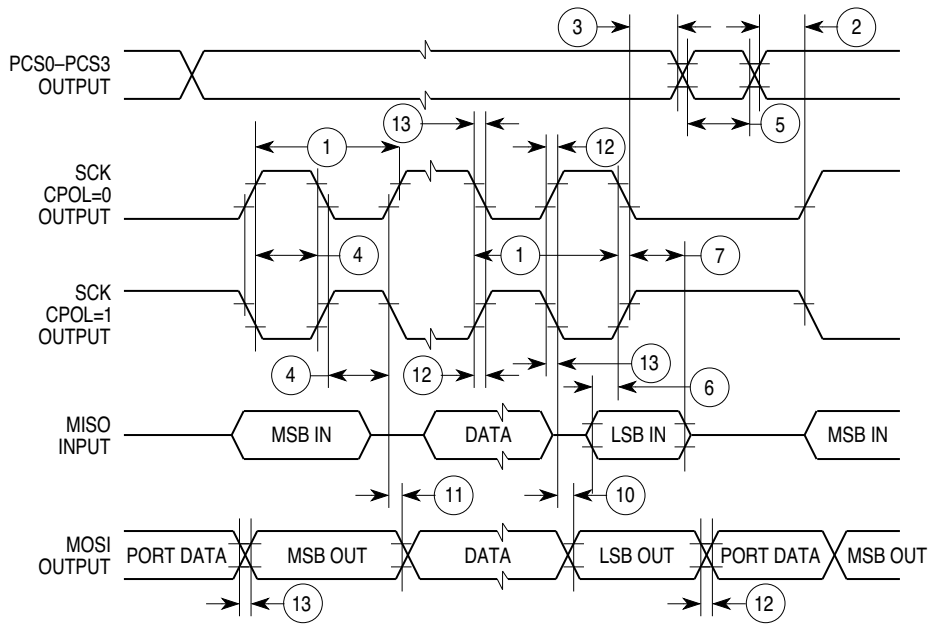 3
2
PCS0–PCS3
OUTPUT
5
13
1
12
SCK
CPOL=0
OUTPUT
4
1
7
SCK
CPOL=1
OUTPUT
4
12
13
6
MISO
INPUT
MSB IN
DATA
LSB IN
MSB IN
11
10
MOSI
OUTPUT
PORT DATA
MSB OUT
DATA
LSB OUT
PORT DATA
MSB OUT
13
12